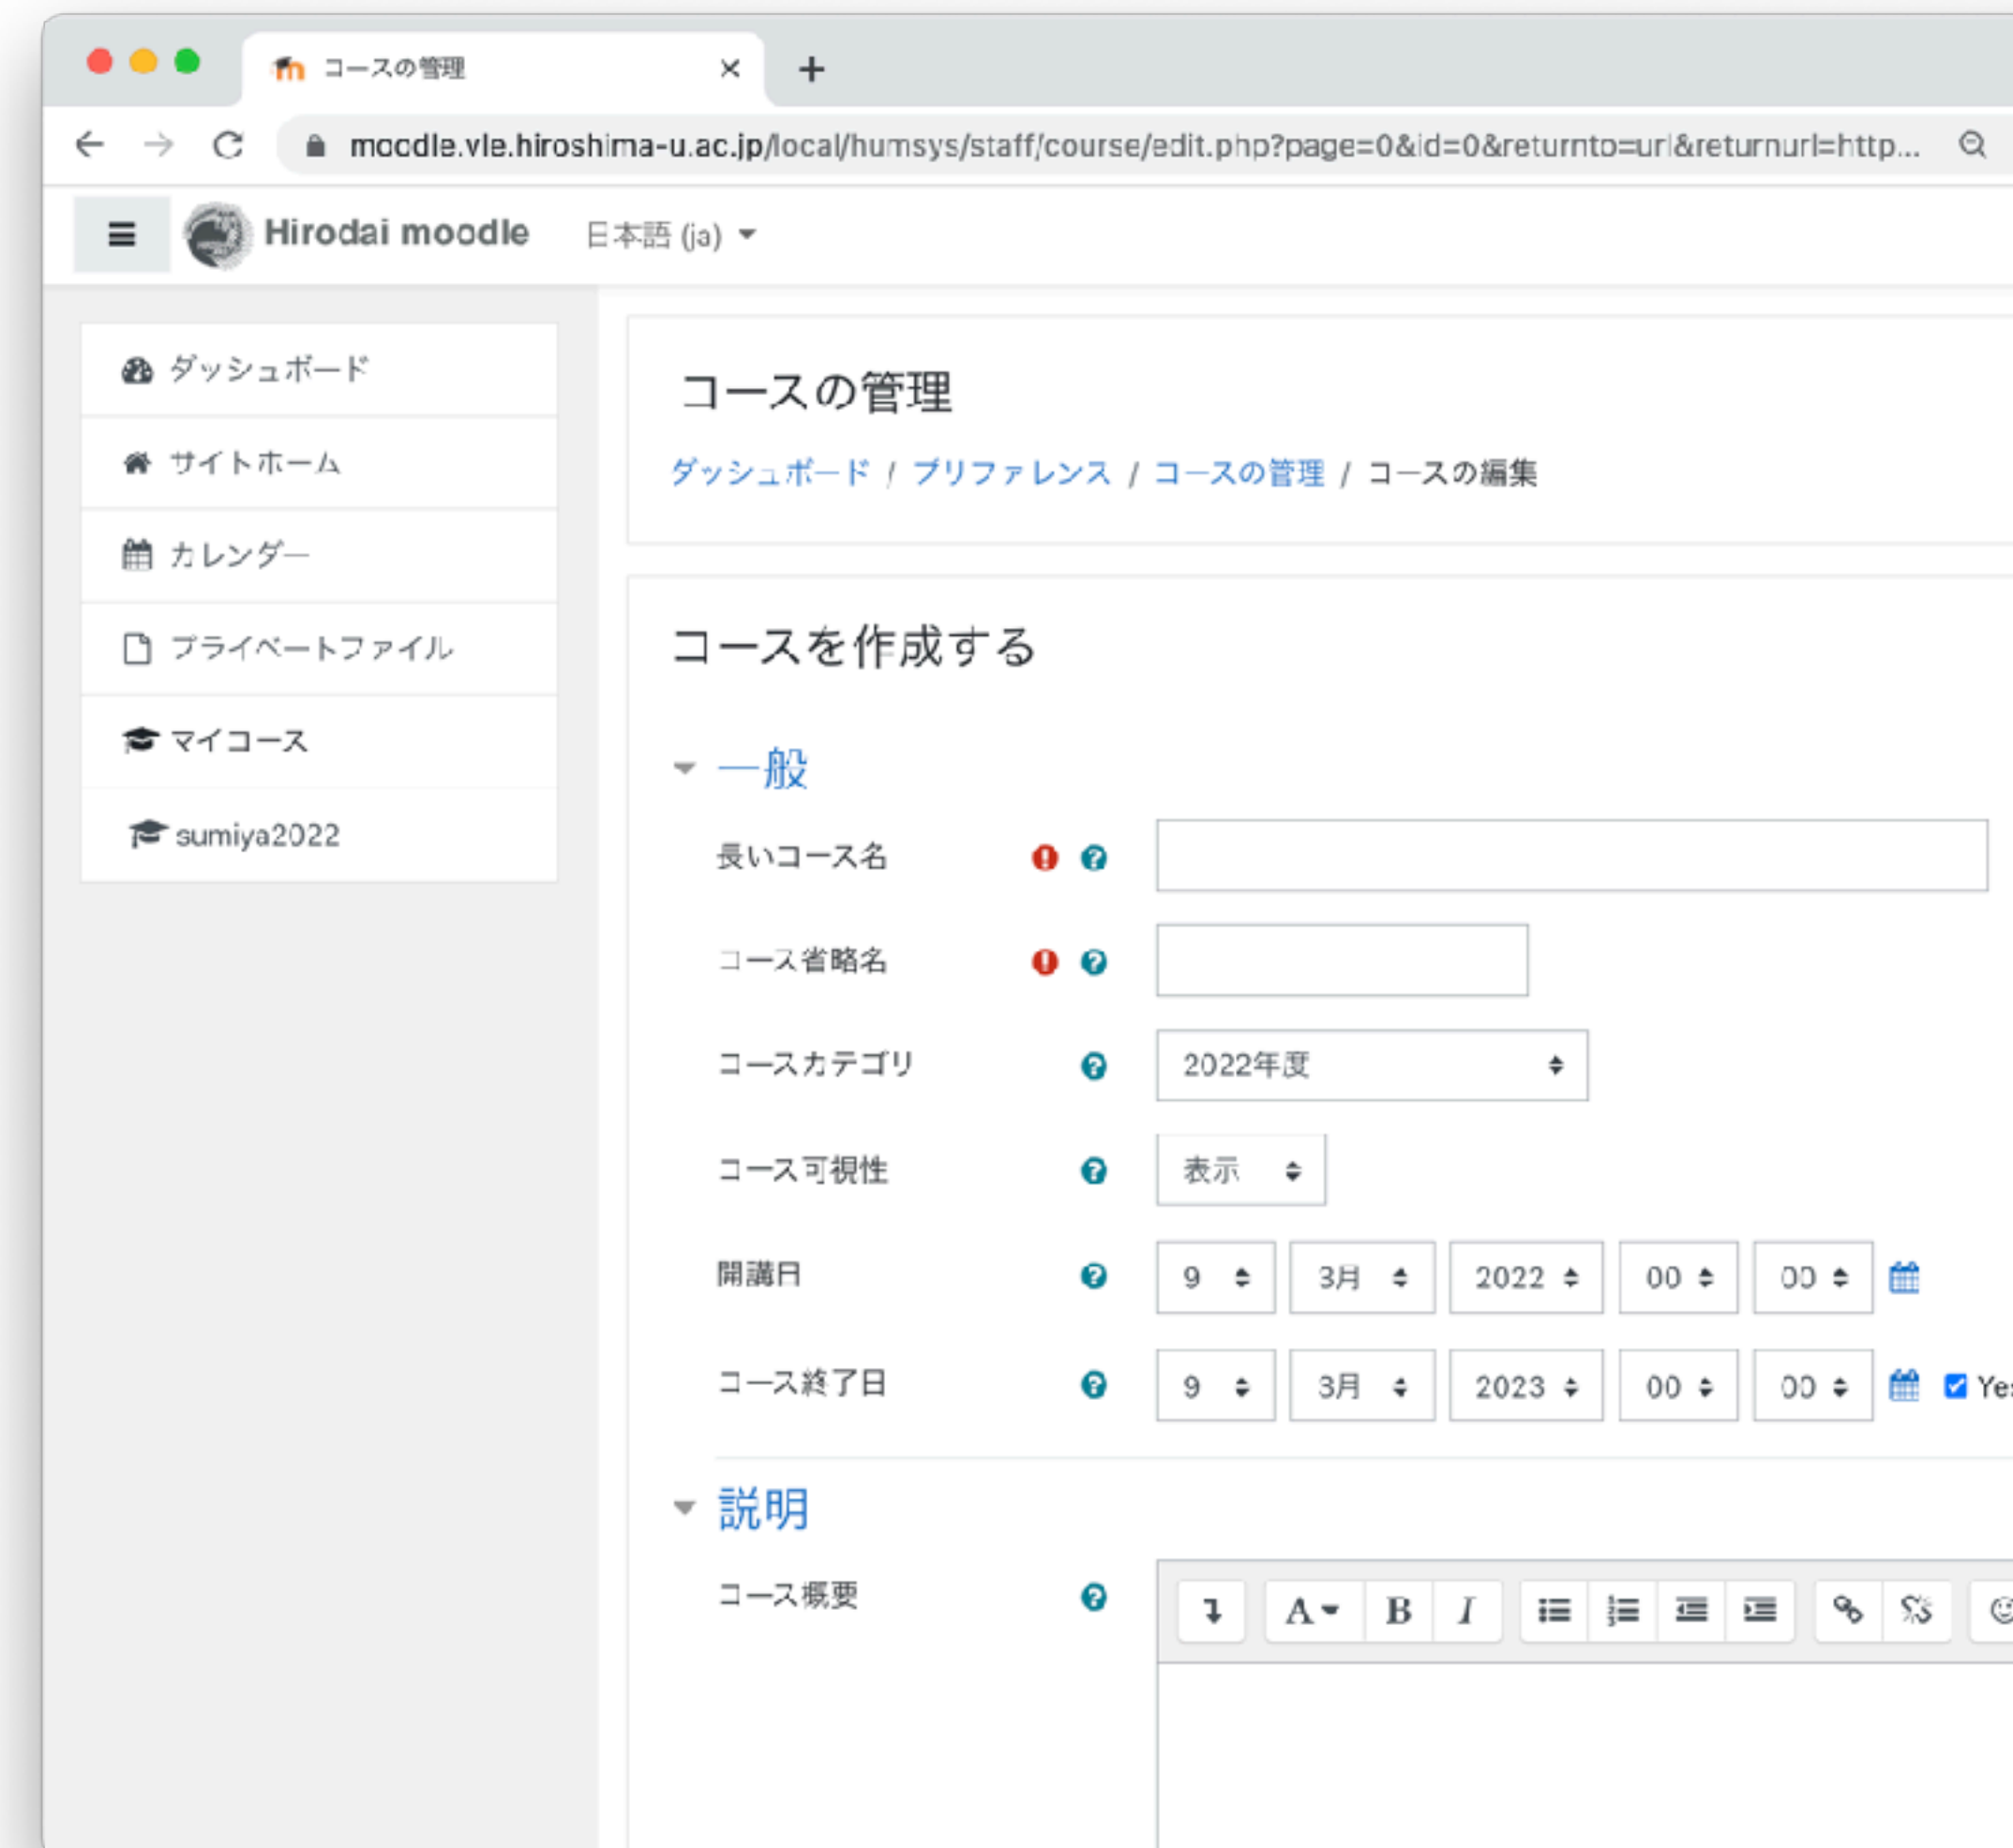 コースの管理
moodle.vle.hiroshima-u.ac.jp/local/humsys/staff/course/edit.php?page=0&id=0&returnto=url&returnurl=http...
Hirodai moodle 日本語 (ja)
ダッシュボード
サイトホーム
カレンダー
プライベートファイル
マイコース
sumiya2022
コースの管理
ダッシュボード / プリファレンス / コースの管理 / コースの編集
コースを作成する
一般
長いコース名
コース省略名
コースカテゴリ 2022年度
コース可視性 表示
開講日 9 3月 2022 00 00
コース終了日 9 3月 2023 00 00 Yes
説明
コース概要
A B I